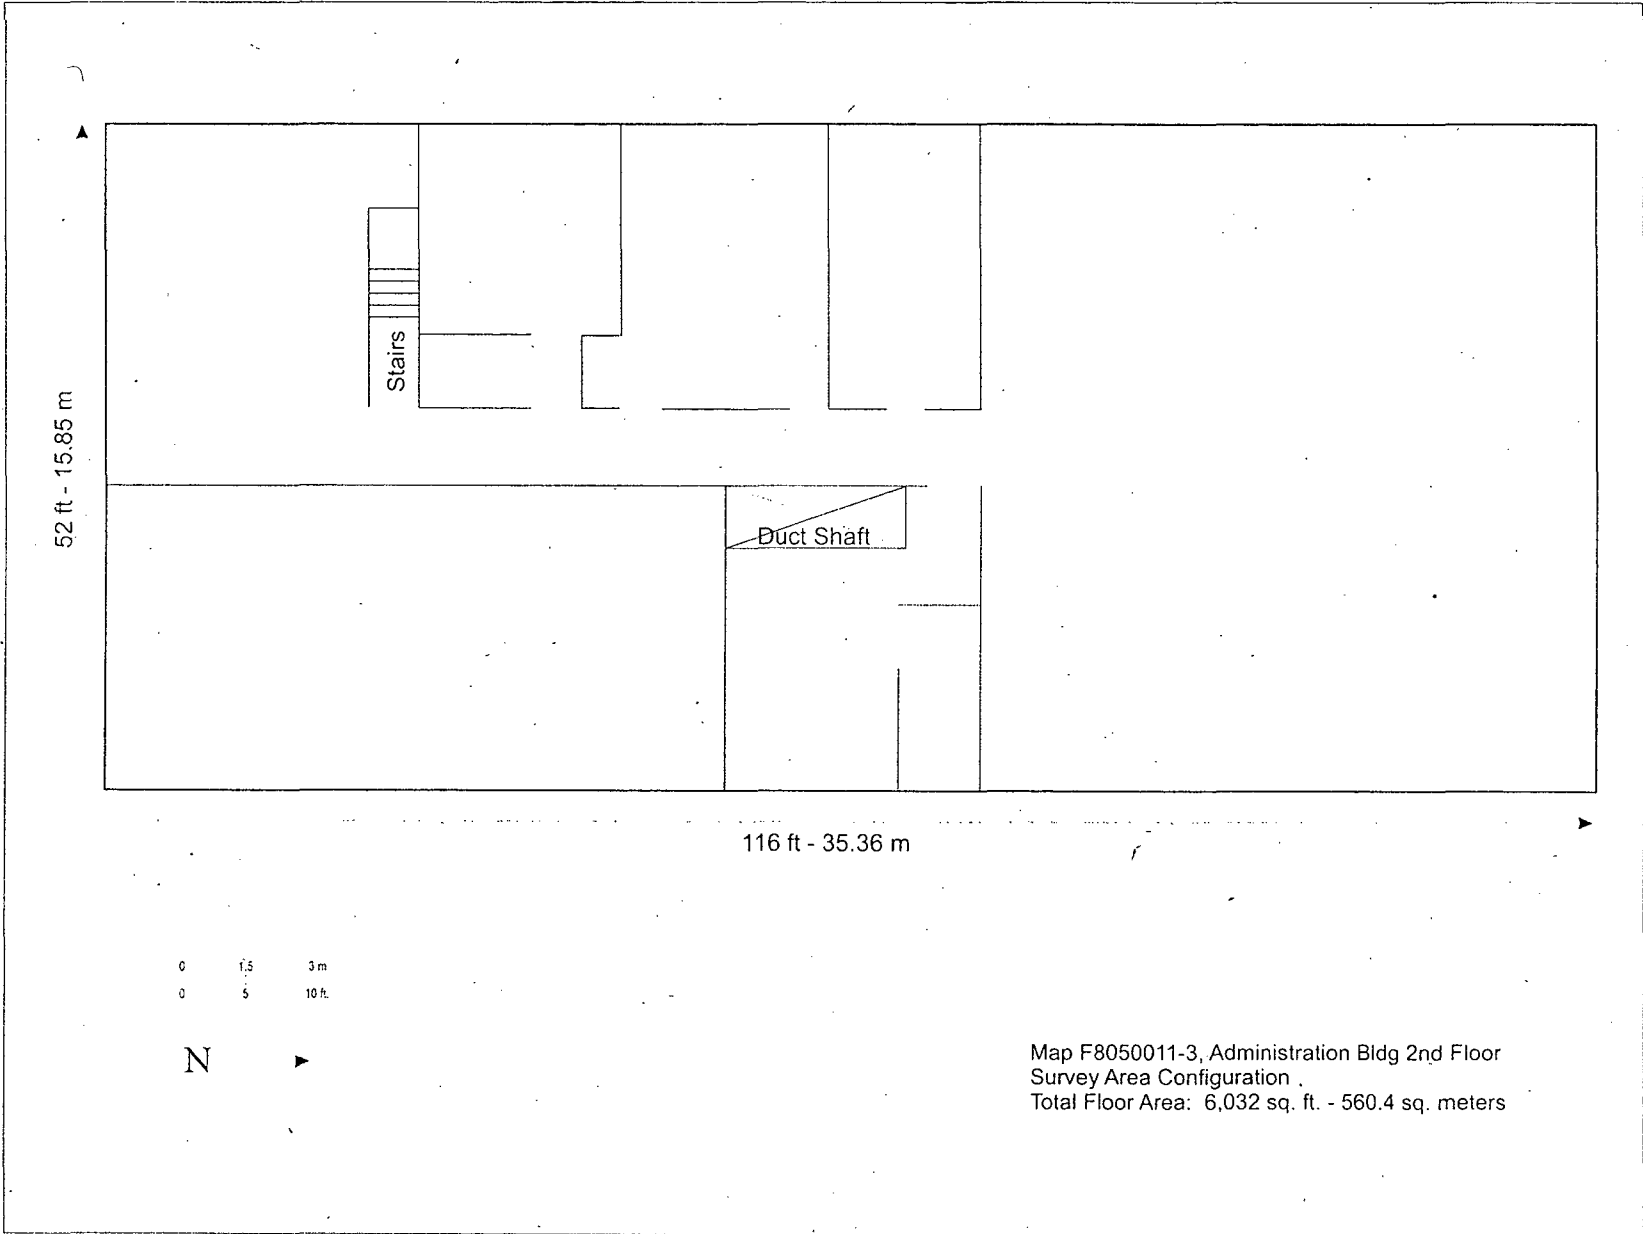 Stairs
52 ft - 15.85 m
Duct Shaft
116 ft - 35.36 m
0 1.5 3 m
0 5 10 ft.
N
Map F8050011-3, Administration Bldg 2nd Floor
Survey Area Configuration
Total Floor Area: 6,032 sq. ft. - 560.4 sq. meters